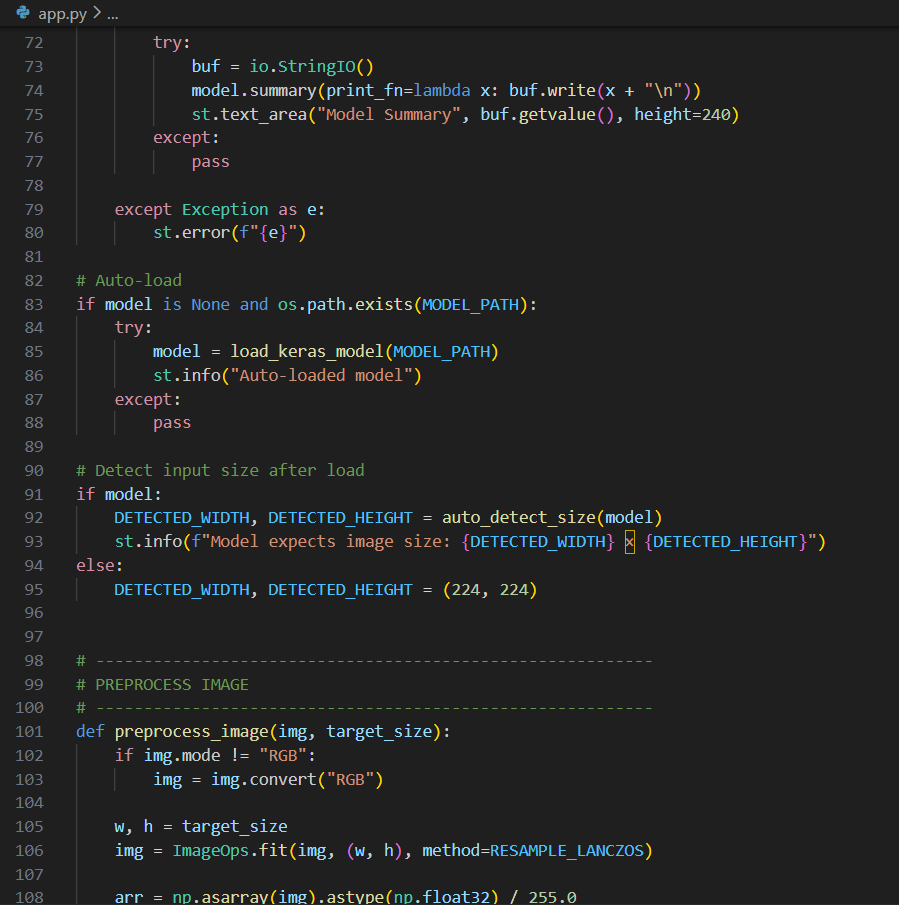 app.py > ...
72 try:
73 buf = io.StringIO()
74 model.summary(print_fn=lambda x: buf.write(x + "\n"))
75 st.text_area("Model Summary", buf.getvalue(), height=240)
76 except:
77 pass
78
79 except Exception as e:
80 st.error(f"{e}")
81
82 # Auto-load
83 if model is None and os.path.exists(MODEL_PATH):
84 try:
85 model = load_keras_model(MODEL_PATH)
86 st.info("Auto-loaded model")
87 except:
88 pass
89
90 # Detect input size after load
91 if model:
92 DETECTED_WIDTH, DETECTED_HEIGHT = auto_detect_size(model)
93 st.info(f"Model expects image size: {DETECTED_WIDTH} × {DETECTED_HEIGHT}")
94 else:
95 DETECTED_WIDTH, DETECTED_HEIGHT = (224, 224)
96
97
98 # ----------------------------------------------------------
99 # PREPROCESS IMAGE
100 # ----------------------------------------------------------
101 def preprocess_image(img, target_size):
102 if img.mode != "RGB":
103 img = img.convert("RGB")
104
105 w, h = target_size
106 img = ImageOps.fit(img, (w, h), method=RESAMPLE_LANCZOS)
107
108 arr = np.asarray(img).astype(np.float32) / 255.0